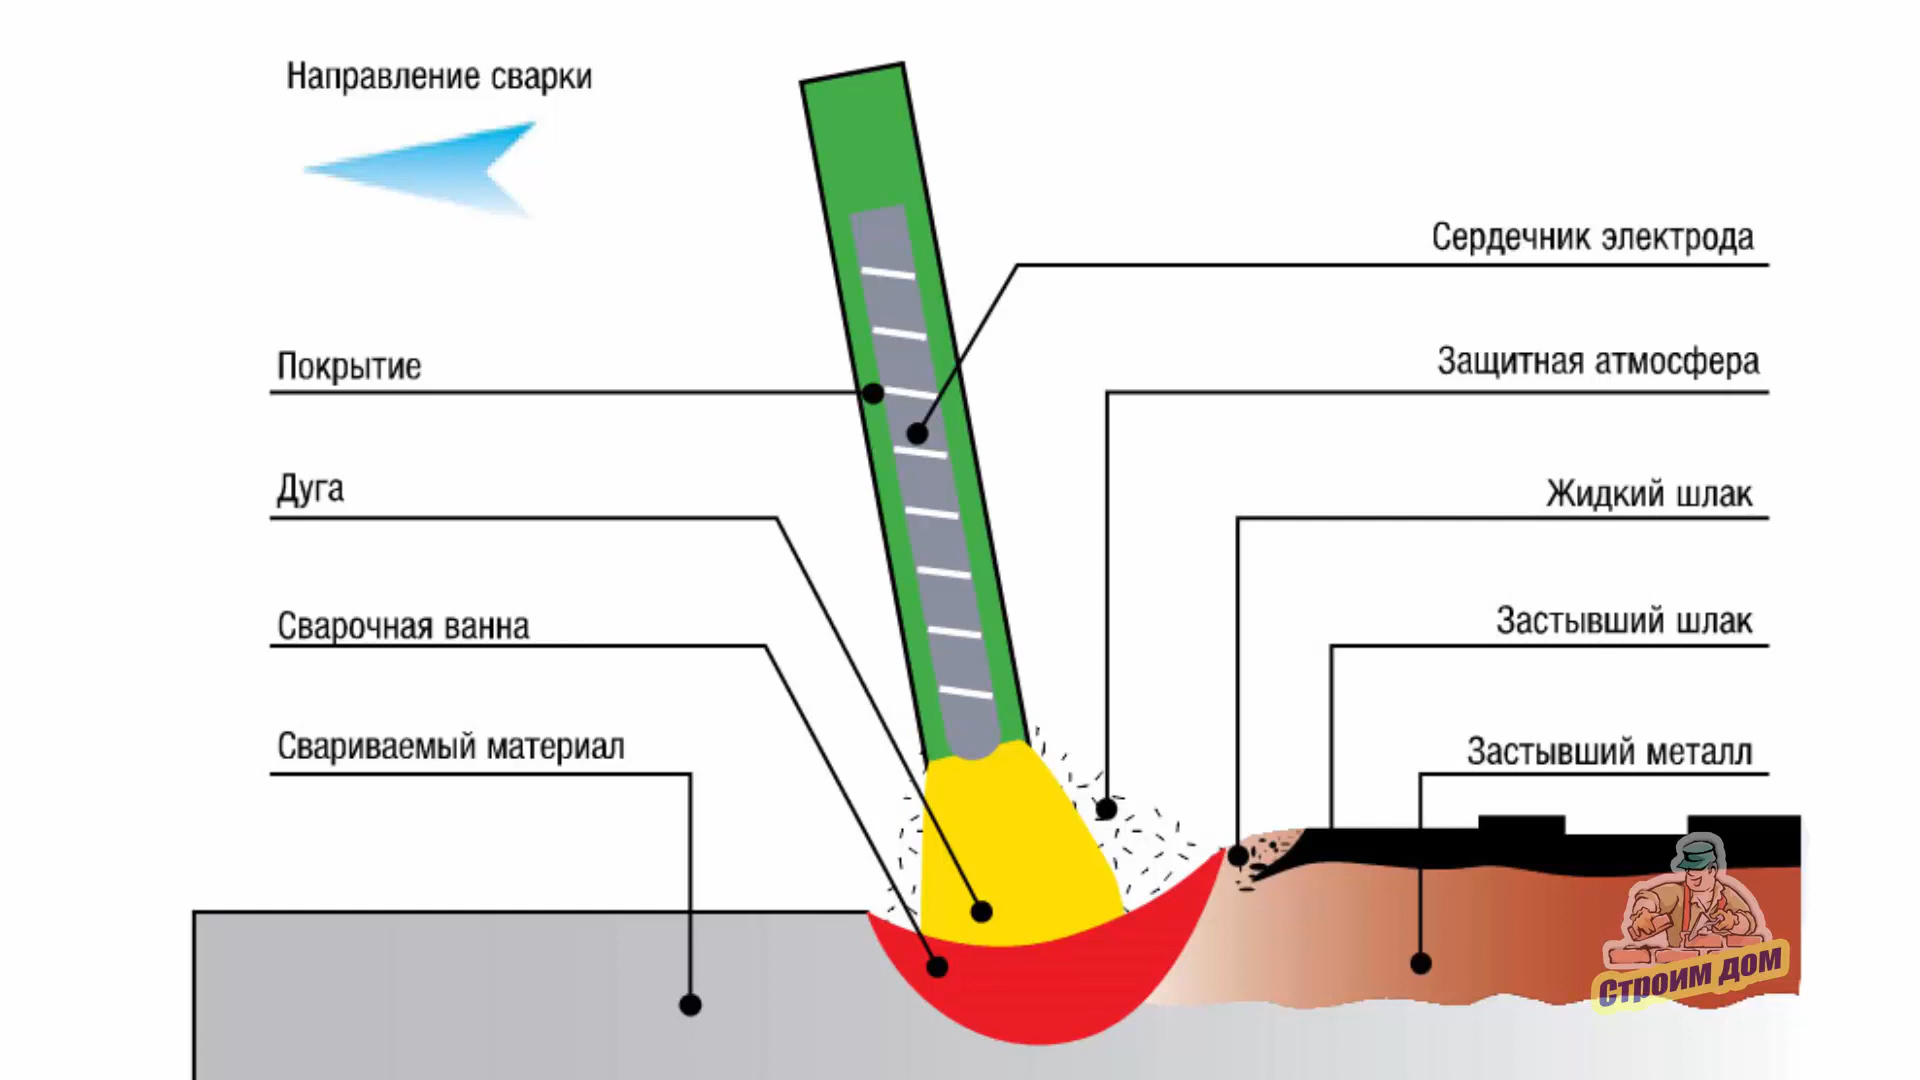 Направление сварки
Сердечник электрода
Покрытие
Защитная атмосфера
Дуга
Жидкий шлак
Сварочная ванна
Застывший шлак
Свариваемый материал
Застывший металл
Строим дом